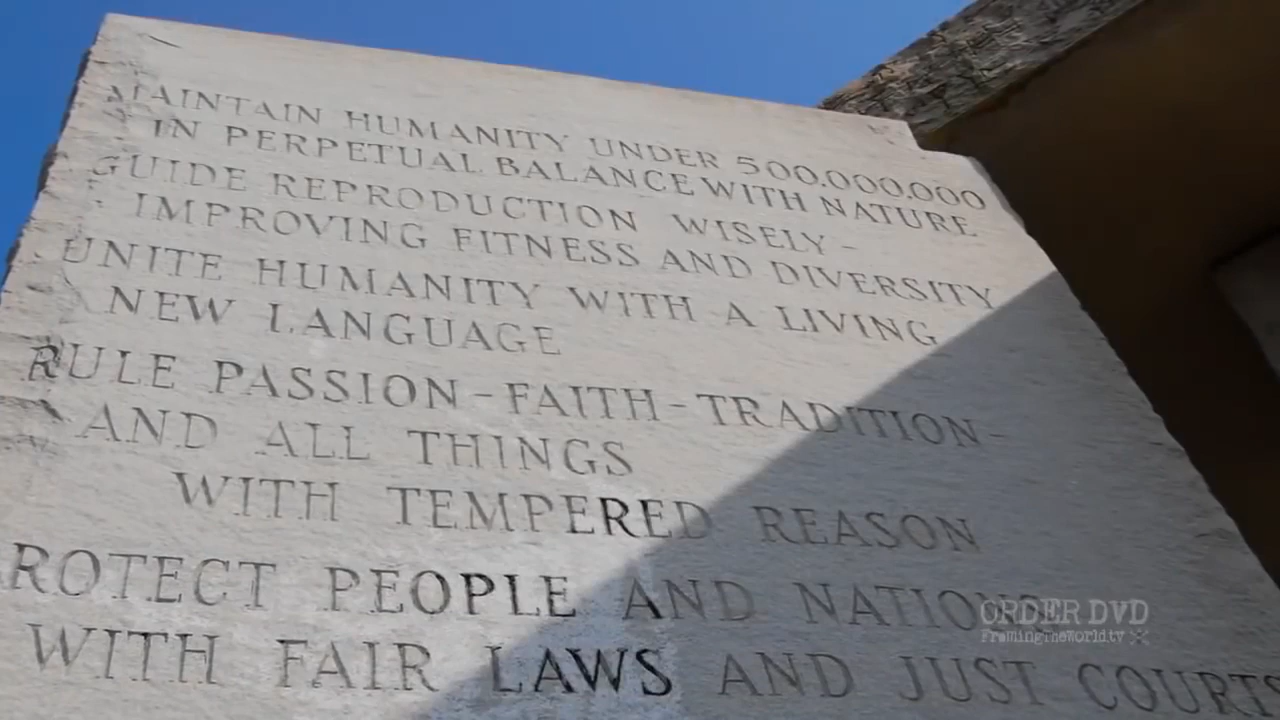 MAINTAIN HUMANITY UNDER 500,000,000
IN PERPETUAL BALANCE WITH NATURE
GUIDE REPRODUCTION WISELY -
IMPROVING FITNESS AND DIVERSITY
UNITE HUMANITY WITH A LIVING
NEW LANGUAGE
RULE PASSION - FAITH - TRADITION -
AND ALL THINGS
WITH TEMPERED REASON
ROTECT PEOPLE AND NATIONS
WITH FAIR LAWS AND JUST COURTS
ORDER DVD
FramingTheWorld.tv